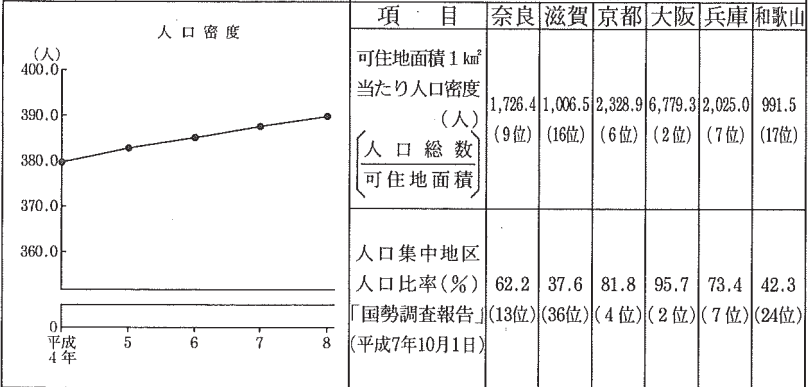 人口密度
(人)
400.0
390.0
380.0
370.0
360.0
0
平成
4年
5
6
7
8
項目 奈良 滋賀 京都 大阪 兵庫 和歌山
可住地面積1㎢
当たり人口密度
(人)
人口総数
可住地面積
1,726.4 1,006.5 2,328.9 6,779.3 2,025.0 991.5
(9位) (16位) (6位) (2位) (7位) (17位)
人口集中地区
人口比率(%) 62.2 37.6 81.8 95.7 73.4 42.3
「国勢調査報告」 (13位) (36位) (4位) (2位) (7位) (24位)
(平成7年10月1日)